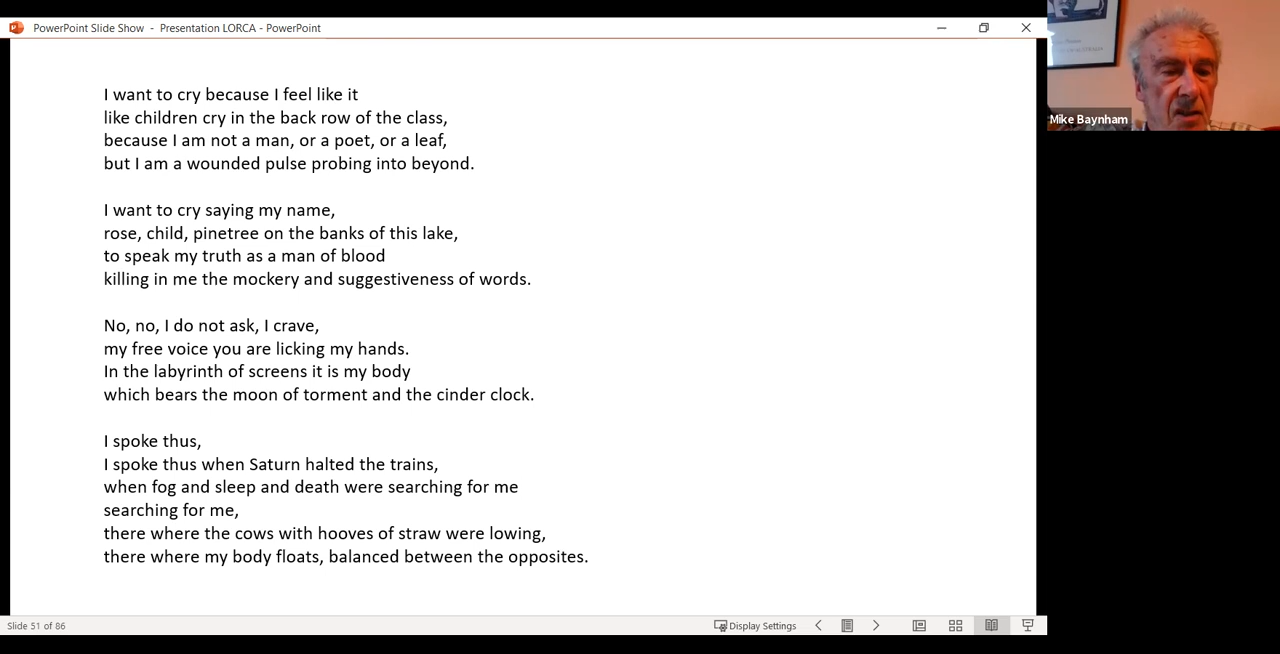 PowerPoint Slide Show - Presentation LORCA - PowerPoint
I want to cry because I feel like it
like children cry in the back row of the class,
because I am not a man, or a poet, or a leaf,
but I am a wounded pulse probing into beyond.
I want to cry saying my name,
rose, child, pinetree on the banks of this lake,
to speak my truth as a man of blood
killing in me the mockery and suggestiveness of words.
No, no, I do not ask, I crave,
my free voice you are licking my hands.
In the labyrinth of screens it is my body
which bears the moon of torment and the cinder clock.
I spoke thus,
I spoke thus when Saturn halted the trains,
when fog and sleep and death were searching for me
searching for me,
there where the cows with hooves of straw were lowing,
there where my body floats, balanced between the opposites.
Slide 51 of 86
Display Settings
Mike Baynham